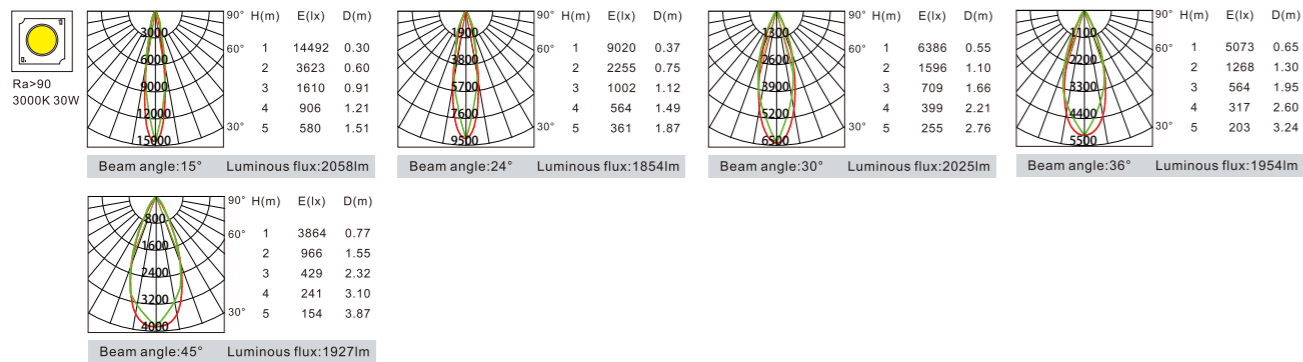 Ra>90
3000K 30W
3000
6000
9000
12000
15000
90° H(m) E(lx) D(m)
60°
30°
1 14492 0.30
2 3623 0.60
3 1610 0.91
4 906 1.21
5 580 1.51
Beam angle:15° Luminous flux:2058lm
1900
3800
5700
7600
9500
90° H(m) E(lx) D(m)
60°
30°
1 9020 0.37
2 2255 0.75
3 1002 1.12
4 564 1.49
5 361 1.87
Beam angle:24° Luminous flux:1854lm
1300
2600
3900
5200
6500
90° H(m) E(lx) D(m)
60°
30°
1 6386 0.55
2 1596 1.10
3 709 1.66
4 399 2.21
5 255 2.76
Beam angle:30° Luminous flux:2025lm
1100
2200
3300
4400
5500
90° H(m) E(lx) D(m)
60°
30°
1 5073 0.65
2 1268 1.30
3 564 1.95
4 317 2.60
5 203 3.24
Beam angle:36° Luminous flux:1954lm
800
1600
2400
3200
4000
90° H(m) E(lx) D(m)
60°
30°
1 3864 0.77
2 966 1.55
3 429 2.32
4 241 3.10
5 154 3.87
Beam angle:45° Luminous flux:1927lm